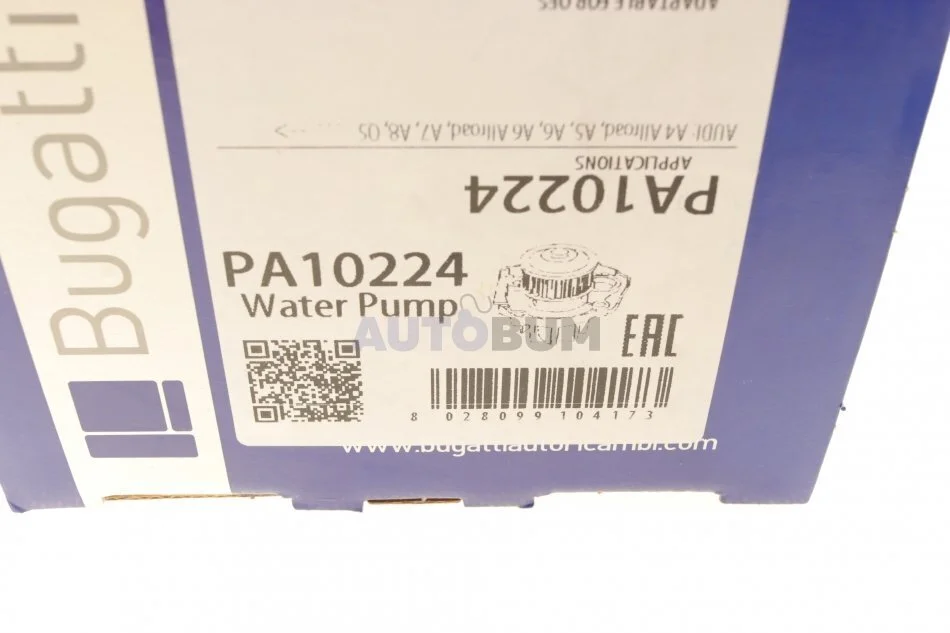 Bugatti
ADAPTABLE FOR OES
AUDI: A4 Allroad, A5, A6, A6 Allroad, A7, A8, Q5 ----->
APPLICATIONS
PA10224
PA10224
Water Pump
AUTOBUM
EAC
8 028099 104173
www.bugattiautoricambi.com